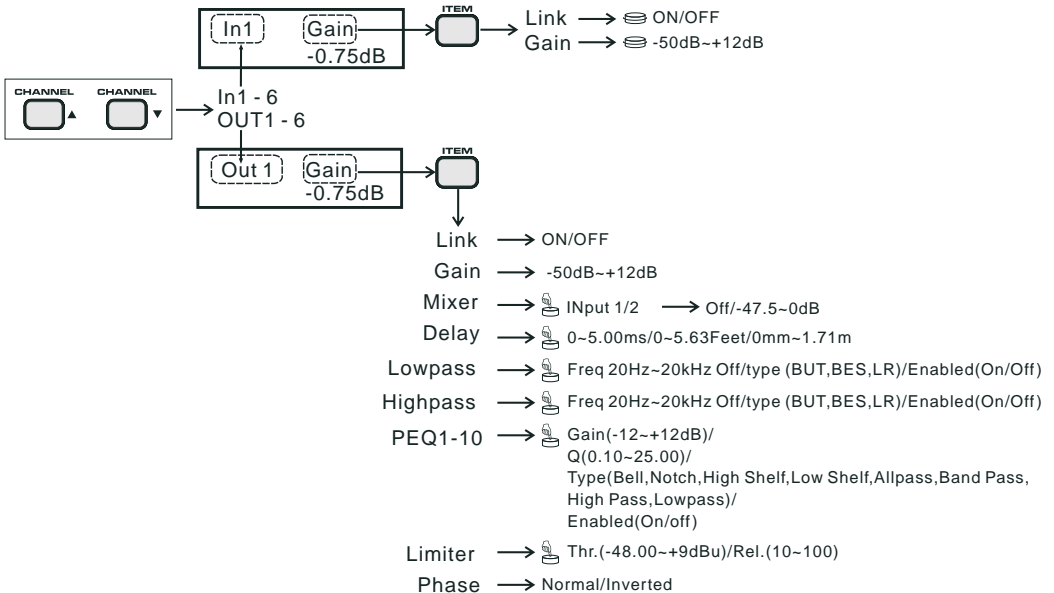 ITEM
In1 Gain
-0.75dB
Link ON/OFF
Gain -50dB~+12dB
CHANNEL CHANNEL
In1 - 6
OUT1 - 6
ITEM
Out 1 Gain
-0.75dB
Link ON/OFF
Gain -50dB~+12dB
Mixer INput 1/2 Off/-47.5~0dB
Delay 0~5.00ms/0~5.63Feet/0mm~1.71m
Lowpass Freq 20Hz~20kHz Off/type (BUT,BES,LR)/Enabled(On/Off)
Highpass Freq 20Hz~20kHz Off/type (BUT,BES,LR)/Enabled(On/Off)
PEQ1-10 Gain(-12~+12dB)/
Q(0.10~25.00)/
Type(Bell,Notch,High Shelf,Low Shelf,Allpass,Band Pass,
High Pass,Lowpass)/
Enabled(On/off)
Limiter Thr.(-48.00~+9dBu)/Rel.(10~100)
Phase Normal/Inverted